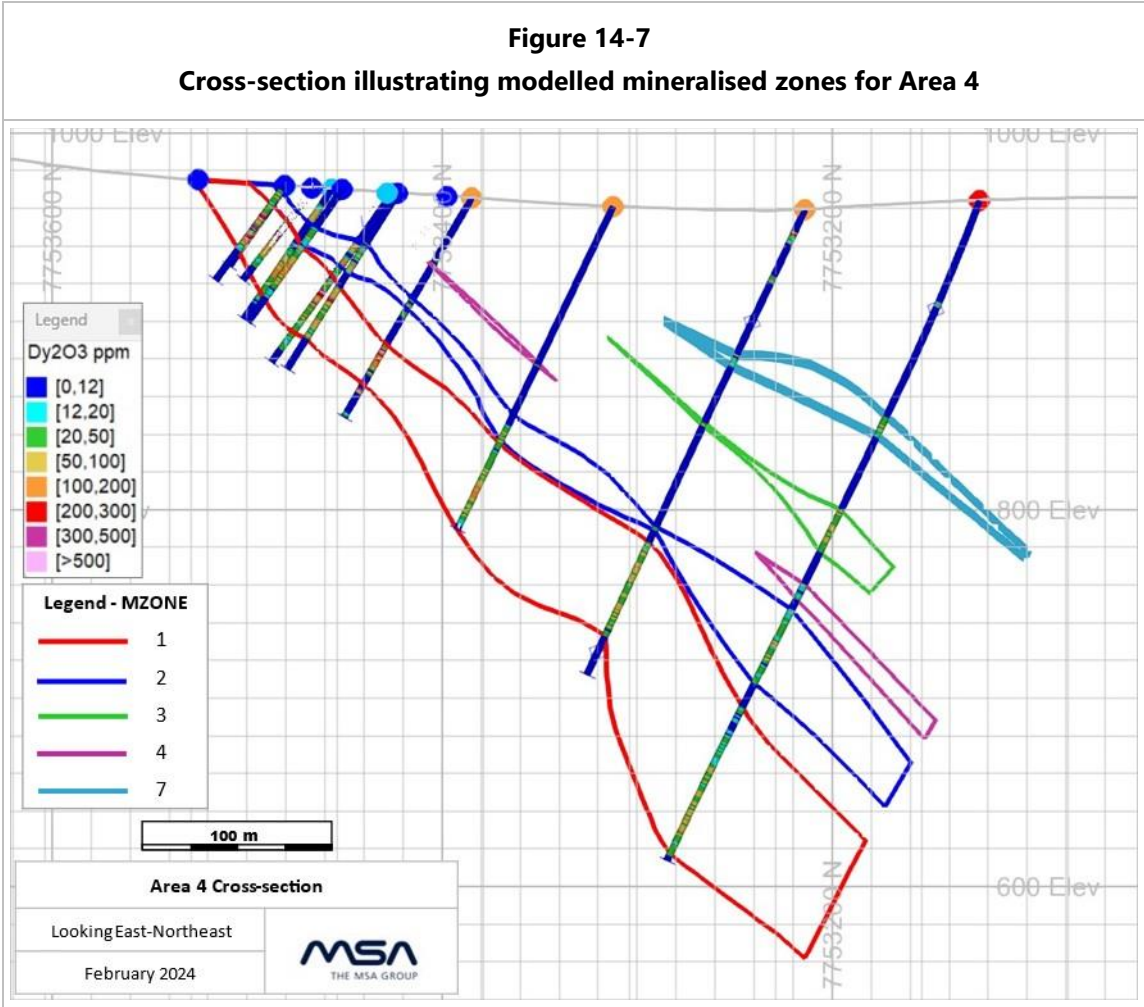 Figure 14-7
Cross-section illustrating modelled mineralised zones for Area 4
1000 Elev
1000 Elev
7753600 N
7753400 N
7753200 N
Legend
Dy2O3 ppm
[0,12]
[12,20]
[20,50]
[50,100]
[100,200]
[200,300]
[300,500]
[>500]
800 Elev
Legend - MZONE
1
2
3
4
7
100 m
600 Elev
7753200 N
Area 4 Cross-section
Looking East-Northeast
February 2024
MSA
THE MSA GROUP